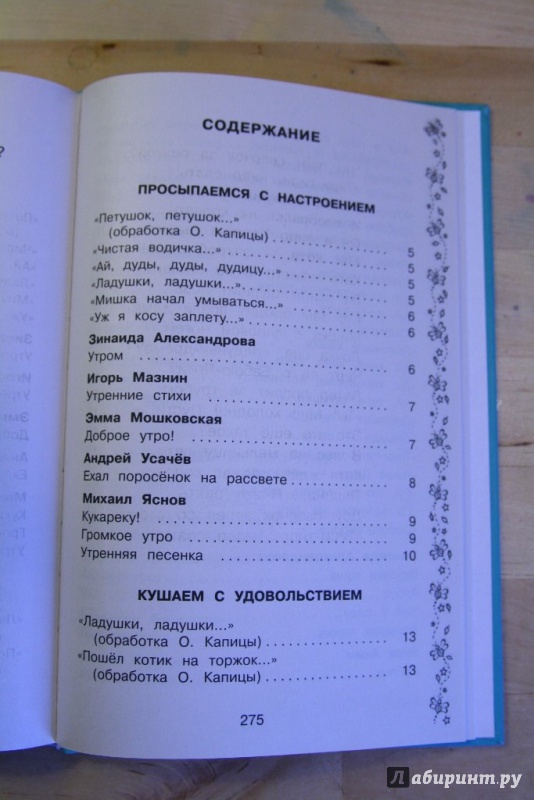 ?
СОДЕРЖАНИЕ
ПРОСЫПАЕМСЯ С НАСТРОЕНИЕМ
«Петушок, петушок...»
(обработка О. Капицы) ........ 5
«Чистая водичка...» ........ 5
«Ай, дуды, дуды, дудицу...» ........ 5
«Ладушки, ладушки...» ........ 5
«Мишка начал умываться...» ........ 6
«Уж я косу заплету...» ........ 6
Зинаида Александрова
Утром ........ 6
Игорь Мазнин
Утренние стихи ........ 7
Эмма Мошковская
Доброе утро! ........ 7
Андрей Усачёв
Ехал поросёнок на рассвете ........ 8
Михаил Яснов
Кукареку! ........ 9
Громкое утро ........ 9
Утренняя песенка ........ 10
КУШАЕМ С УДОВОЛЬСТВИЕМ
«Ладушки, ладушки...»
(обработка О. Капицы) ........ 13
«Пошёл котик на торжок...»
(обработка О. Капицы) ........ 13
275
Лабиринт.ру